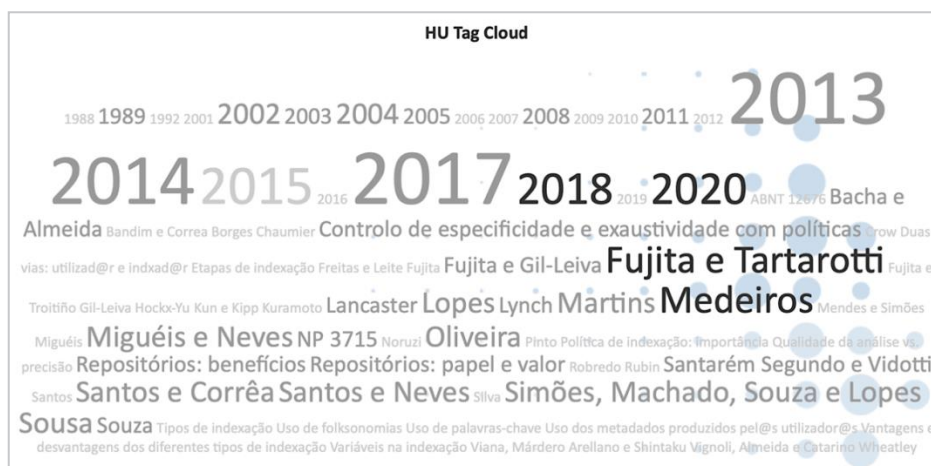 HU Tag Cloud
1988 1989 1992 2001 2002 2003 2004 2005 2006 2007 2008 2009 2010 2011 2012 2013
2014 2015 2016 2017 2018 2019 2020 ABNT 12676 Bacha e
Almeida Bandim e Correa Borges Chaumier Controlo de especificidade e exaustividade com políticas Crow Duas
vias: utilizad@r e indxad@r Etapas de indexação Freitas e Leite Fujita Fujita e Gil-Leiva Fujita e Tartarotti Fujita e
Troitiño Gil-Leiva Hockx-Yu Kun e Kipp Kuramoto Lancaster Lopes Lynch Martins Medeiros Mendes e Simões
Miguéis Miguéis e Neves NP 3715 Noruzi Oliveira Pinto Política de indexação: importância Qualidade da análise vs.
precisão Repositórios: benefícios Repositórios: papel e valor Robredo Rubin Santarém Segundo e Vidotti
Santos Santos e Corrêa Santos e Neves Silva Simões, Machado, Souza e Lopes
Sousa Souza Tipos de indexação Uso de folksonomias Uso de palavras-chave Uso dos metadados produzidos pel@s utilizador@s Vantagens e
desvantagens dos diferentes tipos de indexação Variáveis na indexação Viana, Márdero Arellano e Shintaku Vignoli, Almeida e Catarino Wheatley